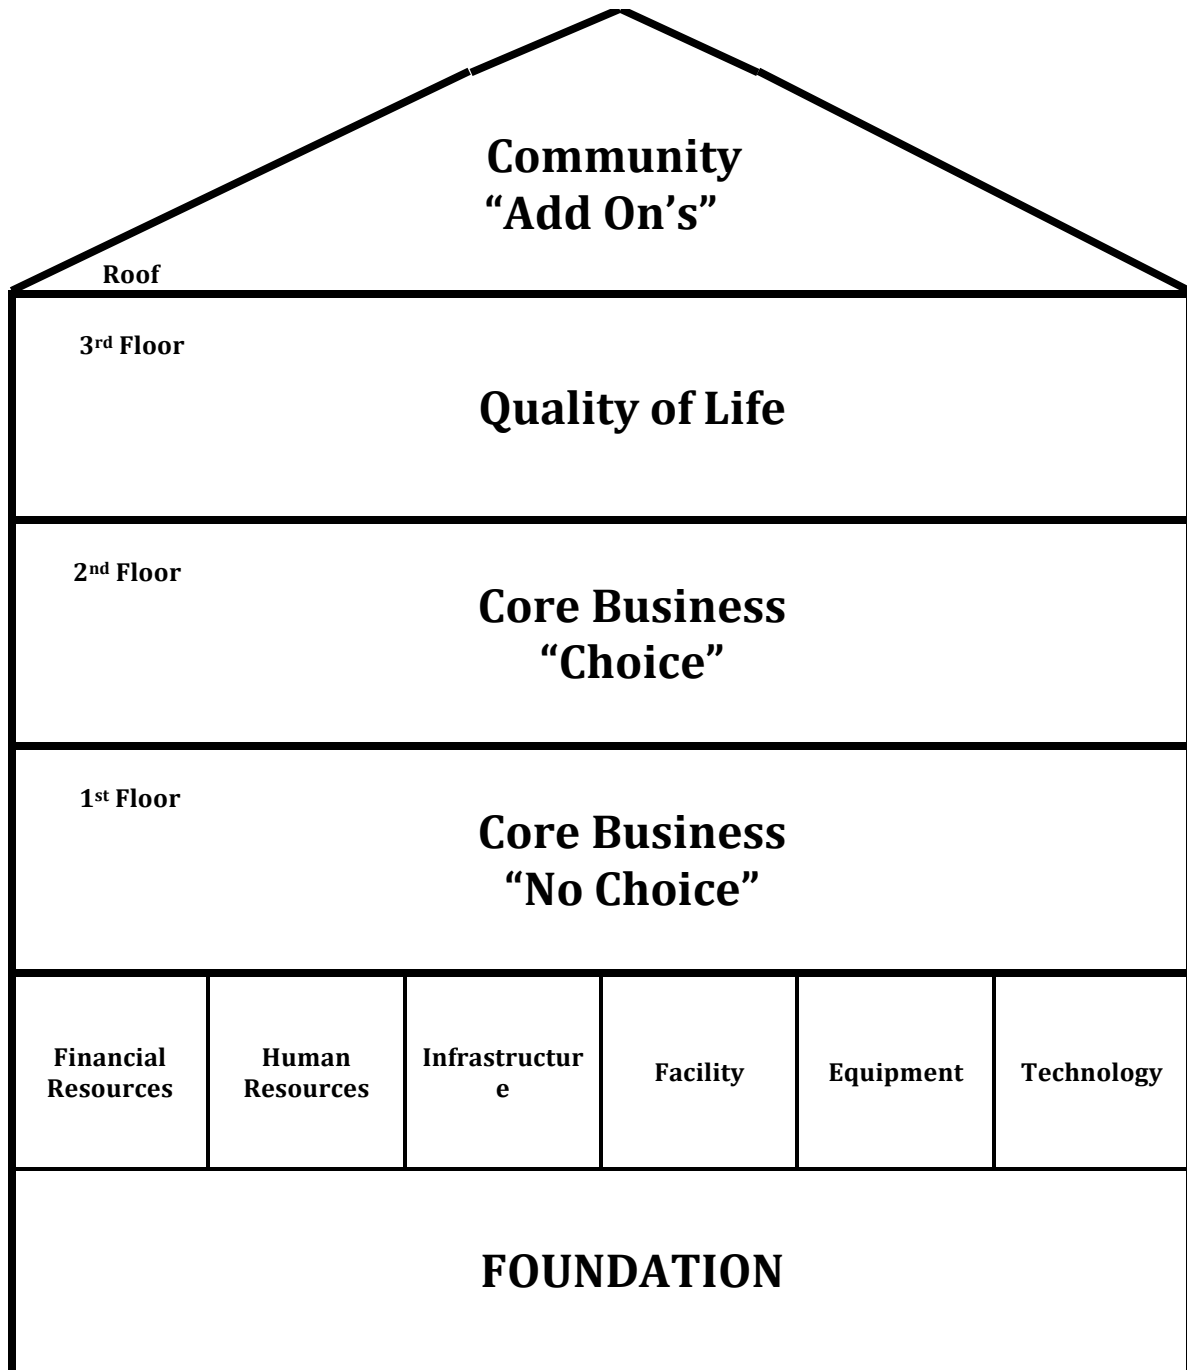 Community
“Add On’s”
Roof
3rd Floor
Quality of Life
2nd Floor
Core Business
“Choice”
1st Floor
Core Business
“No Choice”
Financial
Resources
Human
Resources
Infrastructur
e
Facility
Equipment
Technology
FOUNDATION